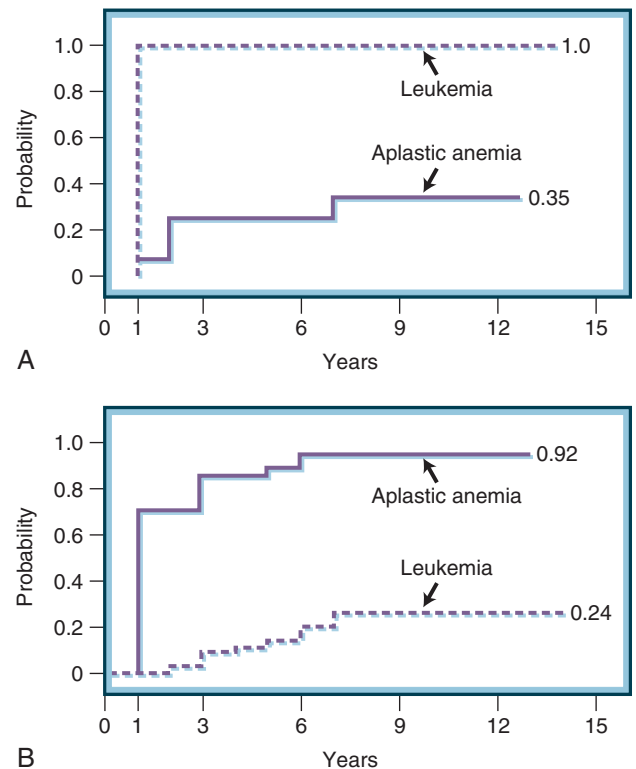 1.0
0.8
0.6
0.4
0.2
0
Probability
1.0
Leukemia
Aplastic anemia
0.35
0 1 3 6 9 12 15
Years
A
1.0
0.8
0.6
0.4
0.2
0
Probability
0.92
Aplastic anemia
Leukemia
0.24
0 1 3 6 9 12 15
Years
B